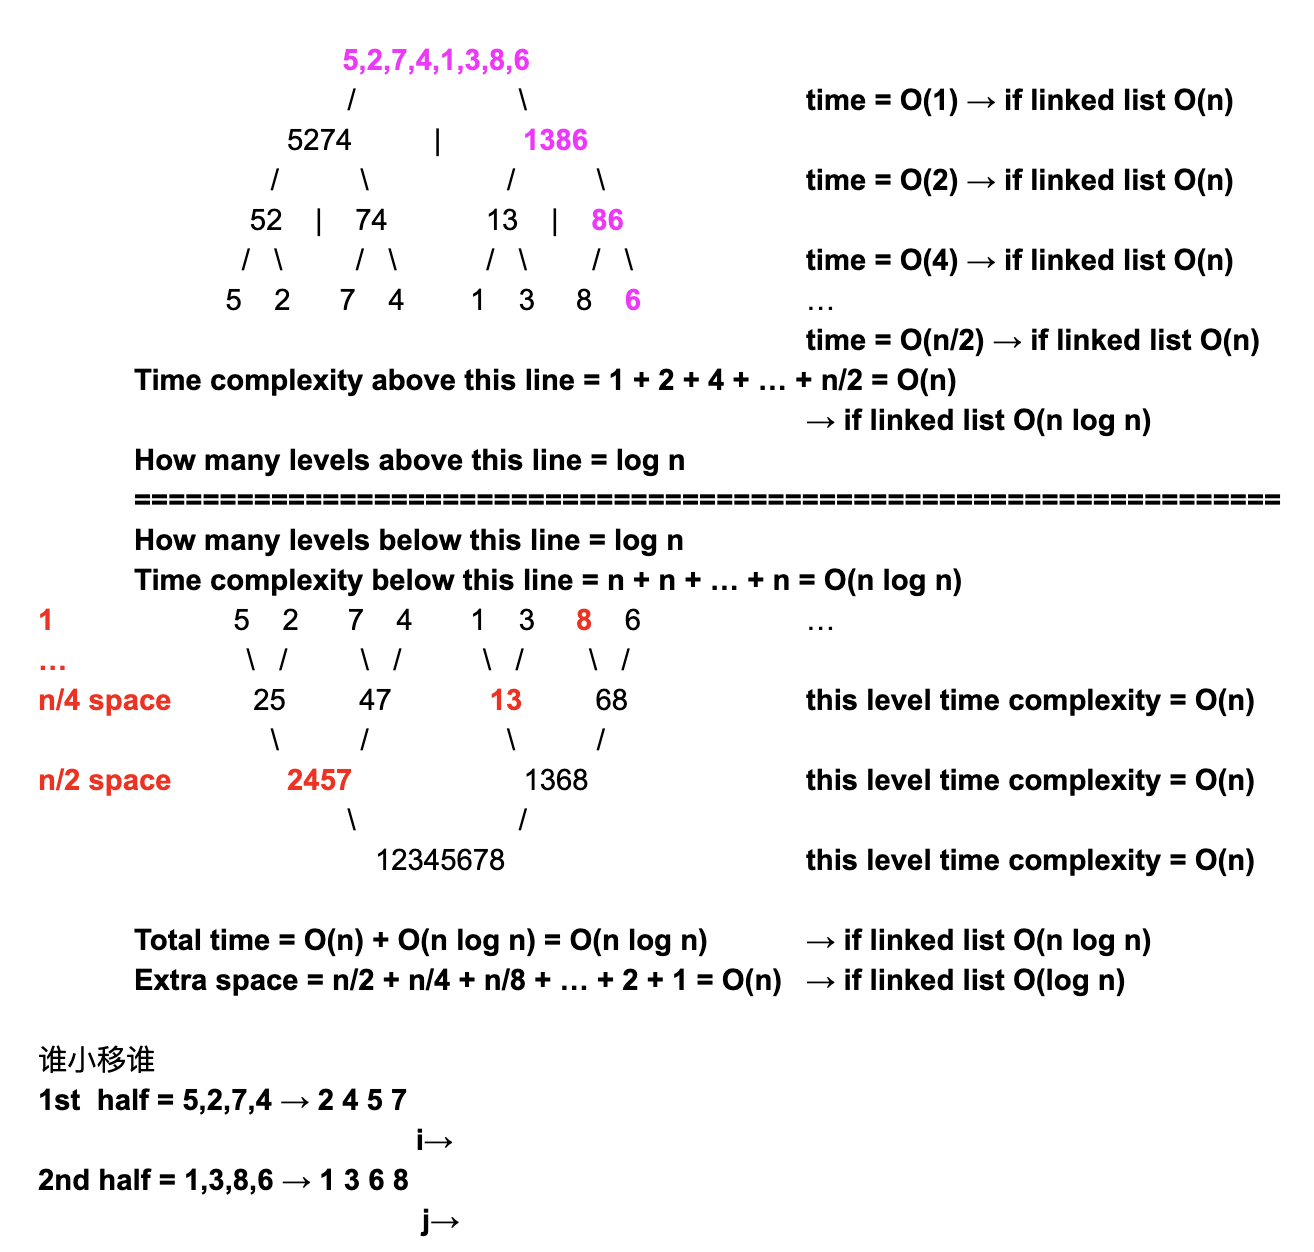 5,2,7,4,1,3,8,6
/ \ time = O(1) → if linked list O(n)
5274 | 1386
/ \ / \ time = O(2) → if linked list O(n)
52 | 74 13 | 86
/ \ / \ / \ / \ time = O(4) → if linked list O(n)
5 2 7 4 1 3 8 6 …
time = O(n/2) → if linked list O(n)
Time complexity above this line = 1 + 2 + 4 + … + n/2 = O(n)
→ if linked list O(n log n)
How many levels above this line = log n
====================================================================
How many levels below this line = log n
Time complexity below this line = n + n + … + n = O(n log n)
1 5 2 7 4 1 3 8 6 …
… \ / \ / \ / \ /
n/4 space 25 47 13 68 this level time complexity = O(n)
\ / \ /
n/2 space 2457 1368 this level time complexity = O(n)
\ /
12345678 this level time complexity = O(n)
Total time = O(n) + O(n log n) = O(n log n) → if linked list O(n log n)
Extra space = n/2 + n/4 + n/8 + … + 2 + 1 = O(n) → if linked list O(log n)
谁小移谁
1st half = 5,2,7,4 → 2 4 5 7
i→
2nd half = 1,3,8,6 → 1 3 6 8
j→